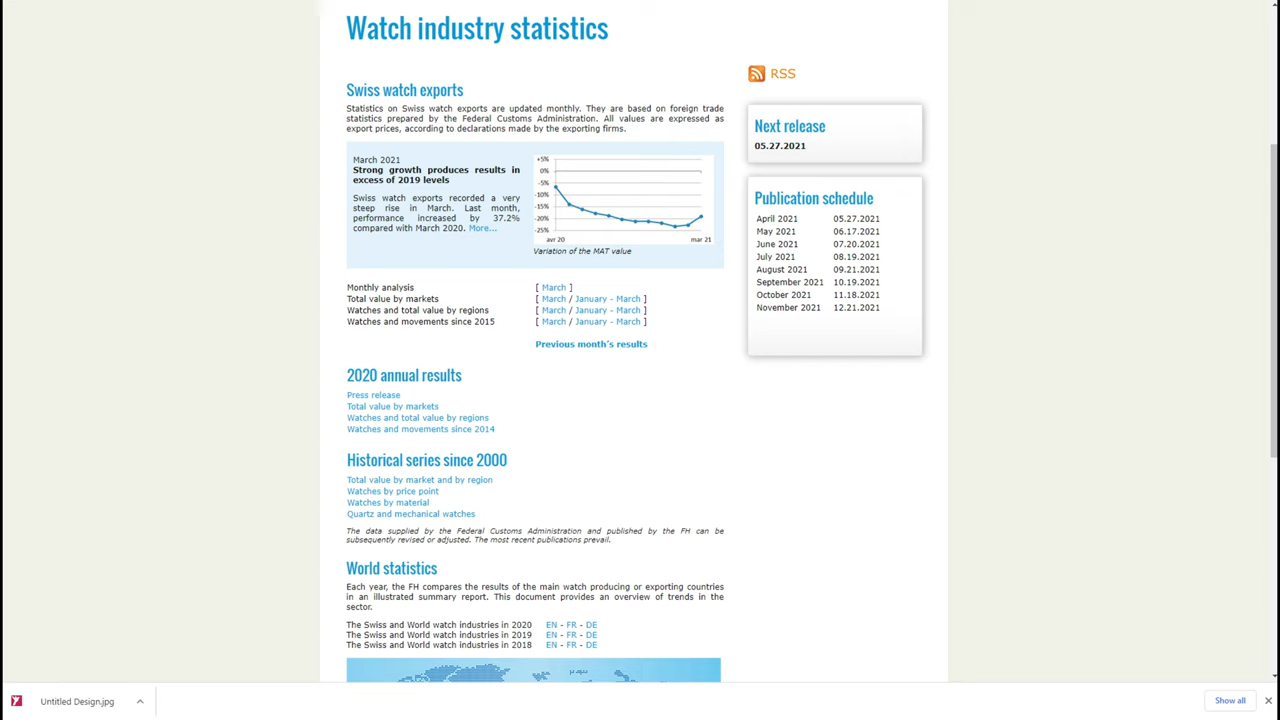 Watch industry statistics
RSS
Swiss watch exports
Statistics on Swiss watch exports are updated monthly. They are based on foreign trade
statistics prepared by the Federal Customs Administration. All values are expressed as
export prices, according to declarations made by the exporting firms.
March 2021
Strong growth produces results in
excess of 2019 levels
Swiss watch exports recorded a very
steep rise in March. Last month,
performance increased by 37.2%
compared with March 2020. More...
+5%
0%
-5%
-10%
-15%
-20%
-25%
avr 20 mar 21
Variation of the MAT value
Monthly analysis [ March ]
Total value by markets [ March / January - March ]
Watches and total value by regions [ March / January - March ]
Watches and movements since 2015 [ March / January - March ]
Previous month's results
2020 annual results
Press release
Total value by markets
Watches and total value by regions
Watches and movements since 2014
Historical series since 2000
Total value by market and by region
Watches by price point
Watches by material
Quartz and mechanical watches
The data supplied by the Federal Customs Administration and published by the FH can be
subsequently revised or adjusted. The most recent publications prevail.
World statistics
Each year, the FH compares the results of the main watch producing or exporting countries
in an illustrated summary report. This document provides an overview of trends in the
sector.
The Swiss and World watch industries in 2020 EN - FR - DE
The Swiss and World watch industries in 2019 EN - FR - DE
The Swiss and World watch industries in 2018 EN - FR - DE
Next release
05.27.2021
Publication schedule
April 2021 05.27.2021
May 2021 06.17.2021
June 2021 07.20.2021
July 2021 08.19.2021
August 2021 09.21.2021
September 2021 10.19.2021
October 2021 11.18.2021
November 2021 12.21.2021
Untitled Design.jpg
Show all